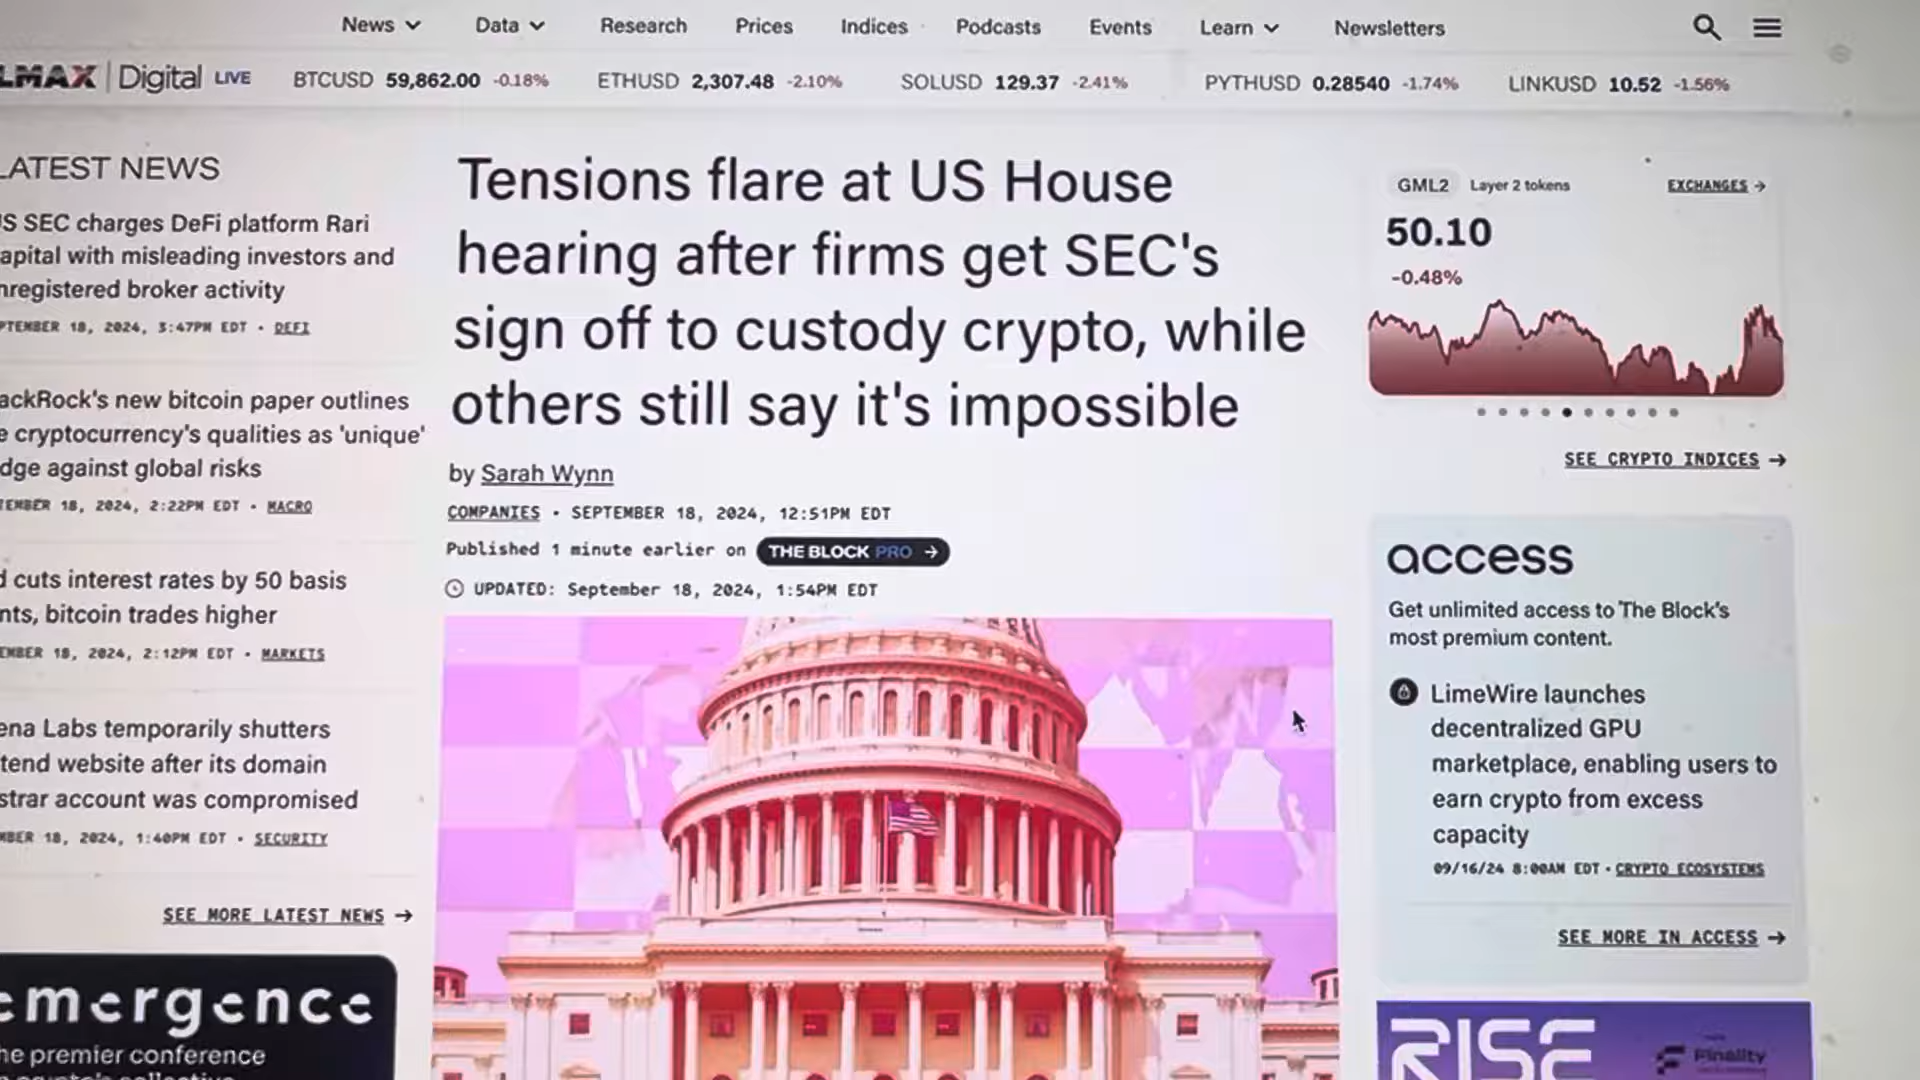 News
Data
Research
Prices
Indices
Podcasts
Events
Learn
Newsletters
LMAX Digital LIVE
BTCUSD 59,862.00 -0.18%
ETHUSD 2,307.48 -2.10%
SOLUSD 129.37 -2.41%
PYTHUSD 0.28540 -1.74%
LINKUSD 10.52 -1.56%
LATEST NEWS
US SEC charges DeFi platform Rari
apital with misleading investors and
nregistered broker activity
PTEMBER 18, 2024, 3:47PM EDT • DEFI
ackRock's new bitcoin paper outlines
e cryptocurrency's qualities as 'unique'
dge against global risks
TEMBER 18, 2024, 2:22PM EDT • MACRO
d cuts interest rates by 50 basis
nts, bitcoin trades higher
EMBER 18, 2024, 2:12PM EDT • MARKETS
ena Labs temporarily shutters
tend website after its domain
strar account was compromised
MBER 18, 2024, 1:40PM EDT • SECURITY
SEE MORE LATEST NEWS →
emergence
he premier conference
Tensions flare at US House
hearing after firms get SEC's
sign off to custody crypto, while
others still say it's impossible
by Sarah Wynn
COMPANIES • SEPTEMBER 18, 2024, 12:51PM EDT
Published 1 minute earlier on THE BLOCK PRO →
UPDATED: September 18, 2024, 1:54PM EDT
GML2 Layer 2 tokens EXCHANGES →
50.10
-0.48%
SEE CRYPTO INDICES →
access
Get unlimited access to The Block's
most premium content.
LimeWire launches
decentralized GPU
marketplace, enabling users to
earn crypto from excess
capacity
09/16/24 8:00AM EDT • CRYPTO ECOSYSTEMS
SEE MORE IN ACCESS →
RISE
Finality